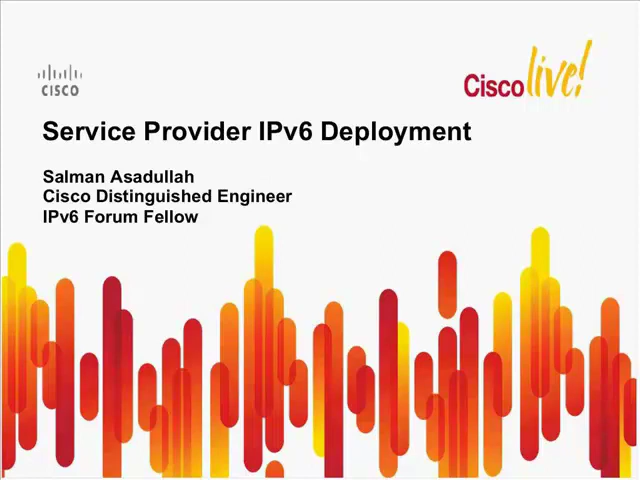 CISCO
Cisco live!
Service Provider IPv6 Deployment
Salman Asadullah
Cisco Distinguished Engineer
IPv6 Forum Fellow